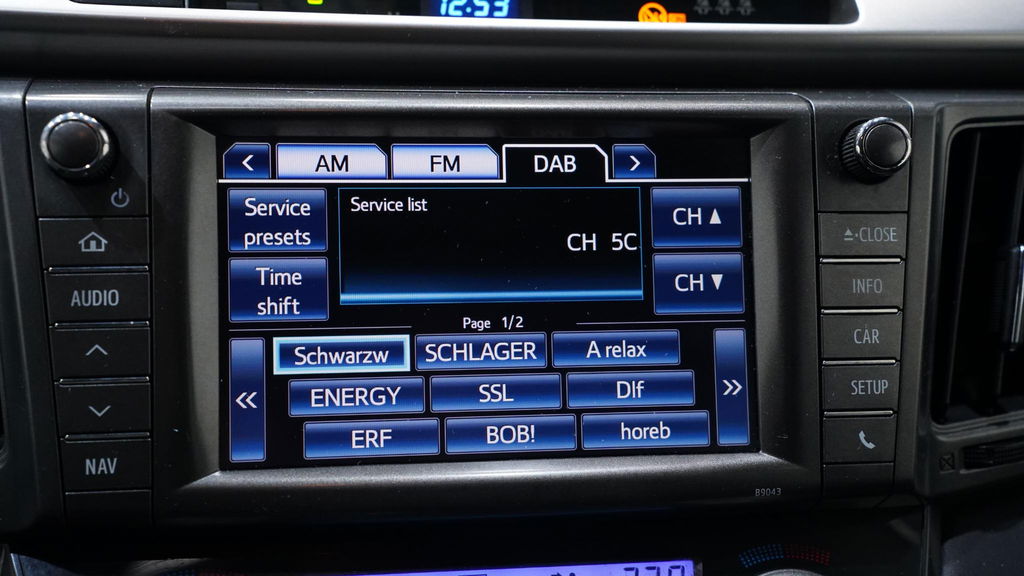 12:53
AM FM DAB
Service presets
Service list
CH 5C
CH ▲
Time shift
CH ▼
Page 1/2
Schwarzw SCHLAGER A relax
ENERGY SSL Dlf
ERF BOB! horeb
AUDIO
NAV
CLOSE
INFO
CAR
SETUP
B9043